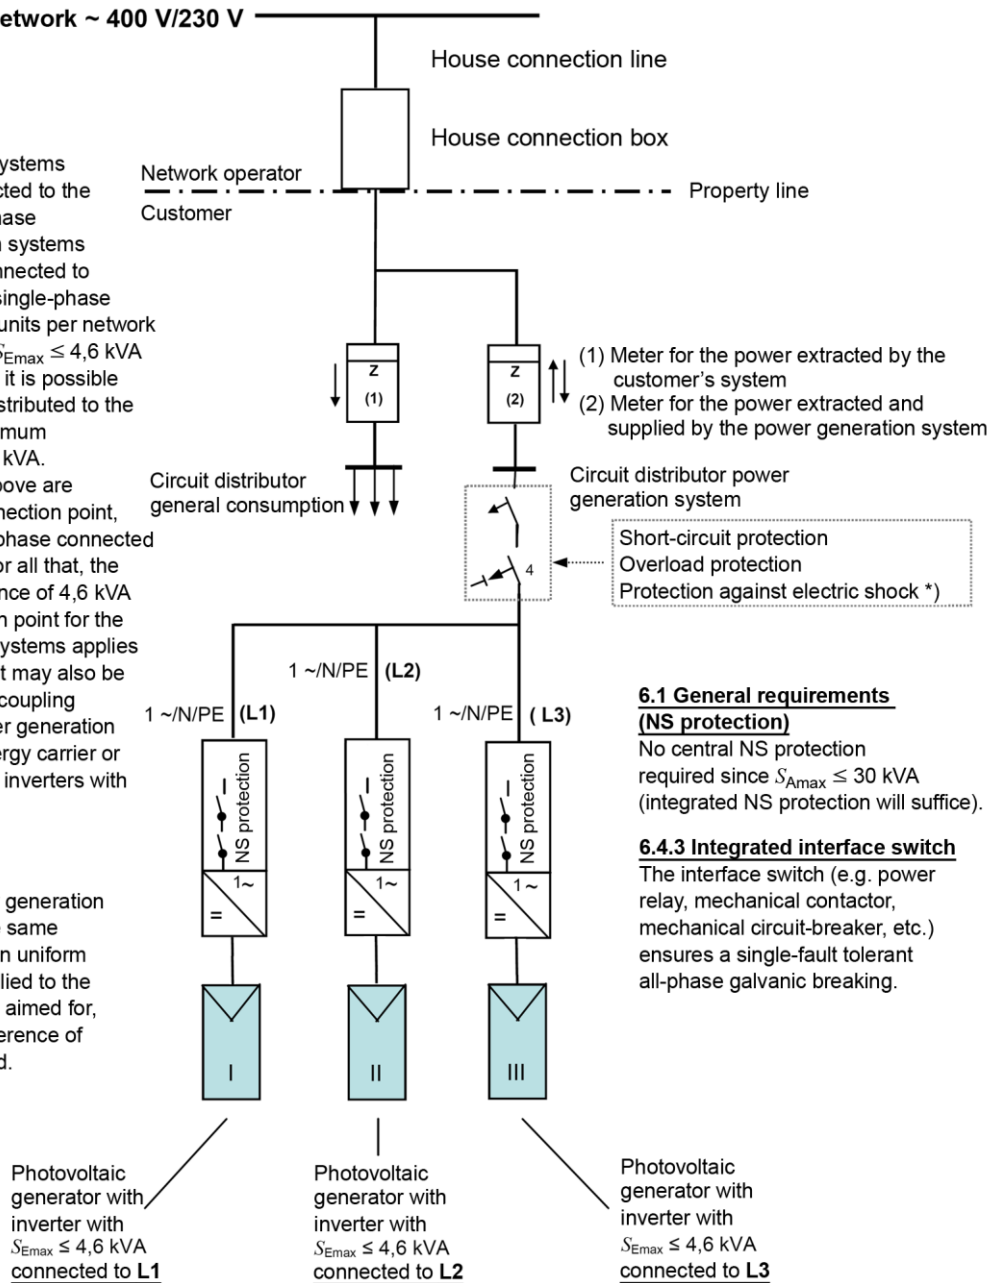 etwork ~ 400 V/230 V
House connection line
House connection box
Network operator
Property line
Customer
ystems
cted to the
nase
n systems
nnected to
single-phase
units per network
S_Emax ≤ 4,6 kVA
it is possible
stributed to the
mum
kVA.
ove are
nection point,
phase connected
or all that, the
nce of 4,6 kVA
n point for the
ystems applies
t may also be
coupling
er generation
ergy carrier or
inverters with
generation
e same
n uniform
lied to the
aimed for,
erence of
d.
Z
(1)
Z
(2)
(1) Meter for the power extracted by the
customer's system
(2) Meter for the power extracted and
supplied by the power generation system
Circuit distributor
general consumption
Circuit distributor power
generation system
4
Short-circuit protection
Overload protection
Protection against electric shock *)
1 ~/N/PE (L1)
1 ~/N/PE (L2)
1 ~/N/PE ( L3)
NS protection
NS protection
NS protection
1~
=
1~
=
1 ~
=
I
II
III
6.1 General requirements
(NS protection)
No central NS protection
required since S_Amax ≤ 30 kVA
(integrated NS protection will suffice).
6.4.3 Integrated interface switch
The interface switch (e.g. power
relay, mechanical contactor,
mechanical circuit-breaker, etc.)
ensures a single-fault tolerant
all-phase galvanic breaking.
Photovoltaic
generator with
inverter with
S_Emax ≤ 4,6 kVA
connected to L1
Photovoltaic
generator with
inverter with
S_Emax ≤ 4,6 kVA
connected to L2
Photovoltaic
generator with
inverter with
S_Emax ≤ 4,6 kVA
connected to L3